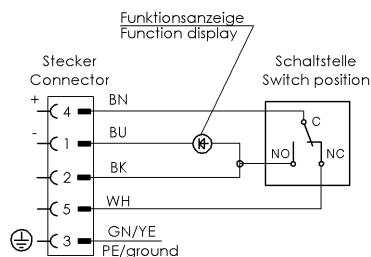 Funktionsanzeige
Function display
Stecker
Connector
Schaltstelle
Switch position
+ 4 BN
- 1 BU
2 BK
5 WH
3 GN/YE
PE/ground
C
NO NC